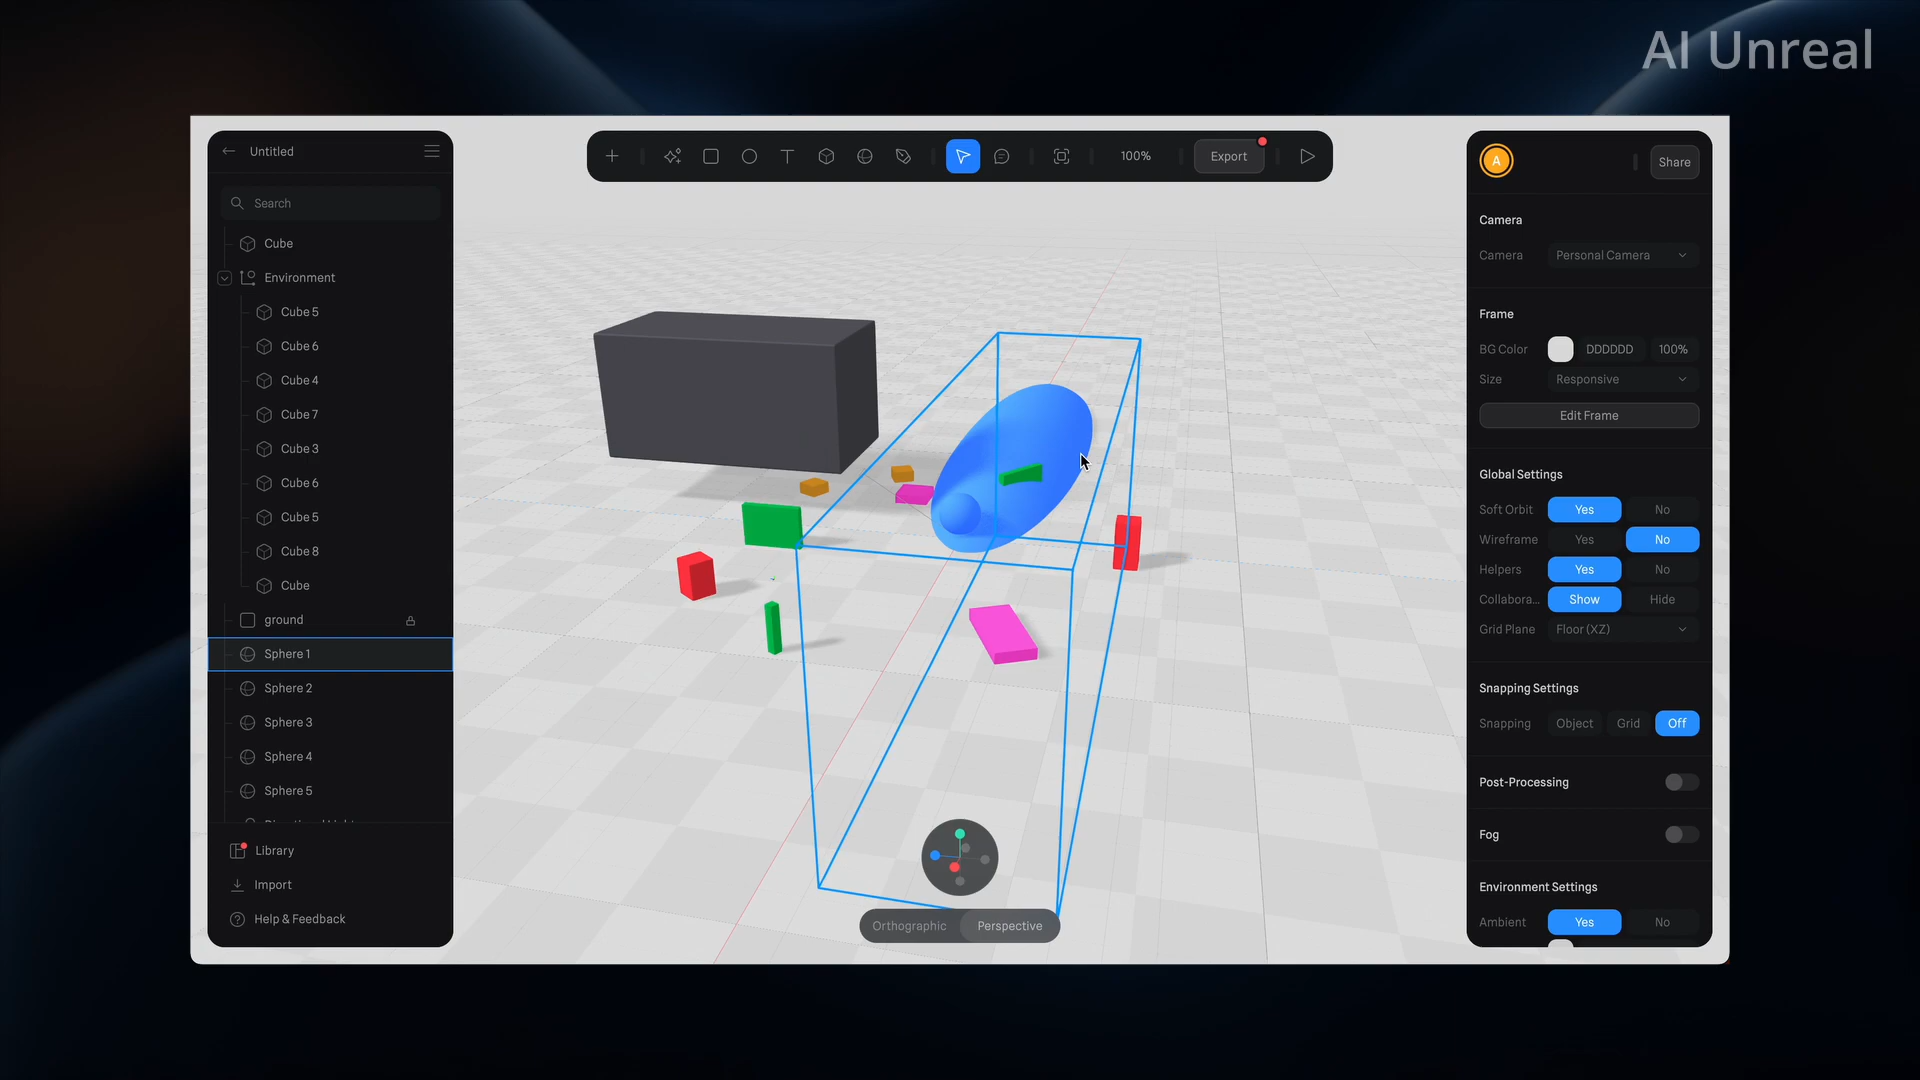 AI Unreal
Untitled
Search
Cube
Environment
Cube 5
Cube 6
Cube 4
Cube 7
Cube 3
Cube 6
Cube 5
Cube 8
Cube
ground
Sphere 1
Sphere 2
Sphere 3
Sphere 4
Sphere 5
Library
Import
Help & Feedback
100%
Export
Orthographic
Perspective
A
Share
Camera
Camera Personal Camera
Frame
BG Color DDDDDD 100%
Size Responsive
Edit Frame
Global Settings
Soft Orbit Yes No
Wireframe Yes No
Helpers Yes No
Collabora... Show Hide
Grid Plane Floor (XZ)
Snapping Settings
Snapping Object Grid Off
Post-Processing
Fog
Environment Settings
Ambient Yes No